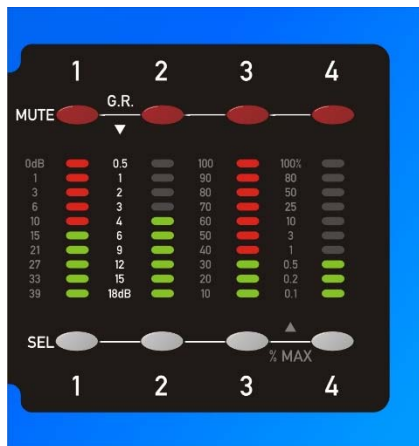 1 2 3 4
G.R.
MUTE
0dB 0.5 100 100%
1 1 90 80
3 2 80 50
6 3 70 25
10 4 60 10
15 6 50 3
21 9 40 1
27 12 30 0.5
33 15 20 0.2
39 18dB 10 0.1
SEL
% MAX
1 2 3 4